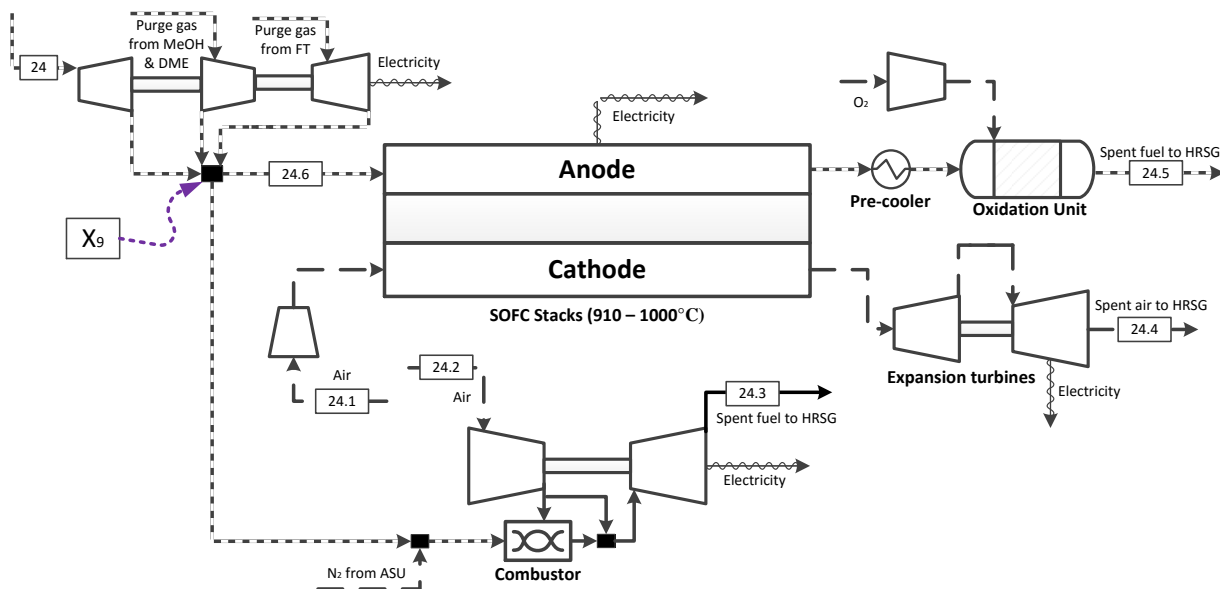 Purge gas
from MeOH
& DME
Purge gas
from FT
24
Electricity
Electricity
O₂
24.6
Anode
Pre-cooler
Spent fuel to HRSG
24.5
Oxidation Unit
X₉
Cathode
SOFC Stacks (910 – 1000°C)
Spent air to HRSG
24.4
Expansion turbines
Electricity
Air
24.1
24.2
Air
24.3
Spent fuel to HRSG
Electricity
N₂ from ASU
Combustor